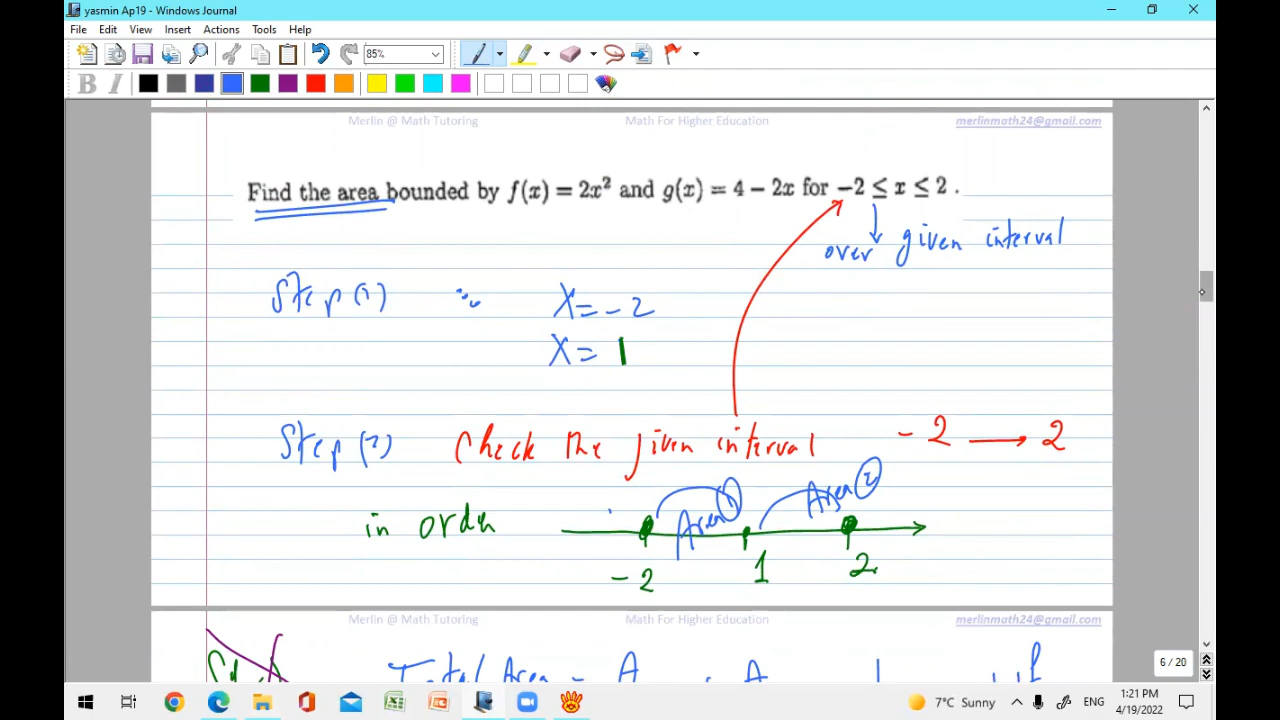 yasmin Ap19 - Windows Journal
File Edit View Insert Actions Tools Help
85%
B I
Merlin @ Math Tutoring Math For Higher Education merlinmath24@gmail.com
Find the area bounded by f(x) = 2x² and g(x) = 4 − 2x for −2 ≤ x ≤ 2 .
over given interval
Step(1) ∵ X = - 2
X = 1
Step(2) Check the given interval - 2 → 2
Area 1 Area 2
in order
-2 1 2
Merlin @ Math Tutoring Math For Higher Education merlinmath24@gmail.com
Total Area = A A if
6 / 20
7°C Sunny ENG 1:21 PM
4/19/2022